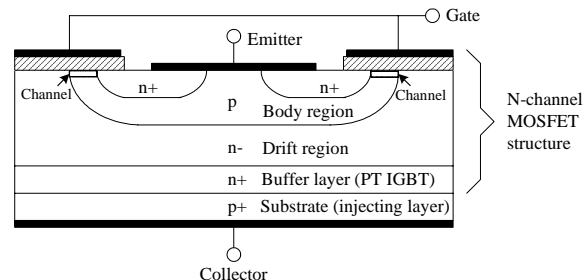 Gate
Emitter
Channel
n+
n+
Channel
p
Body region
n- Drift region
n+ Buffer layer (PT IGBT)
p+ Substrate (injecting layer)
N-channel
MOSFET
structure
Collector